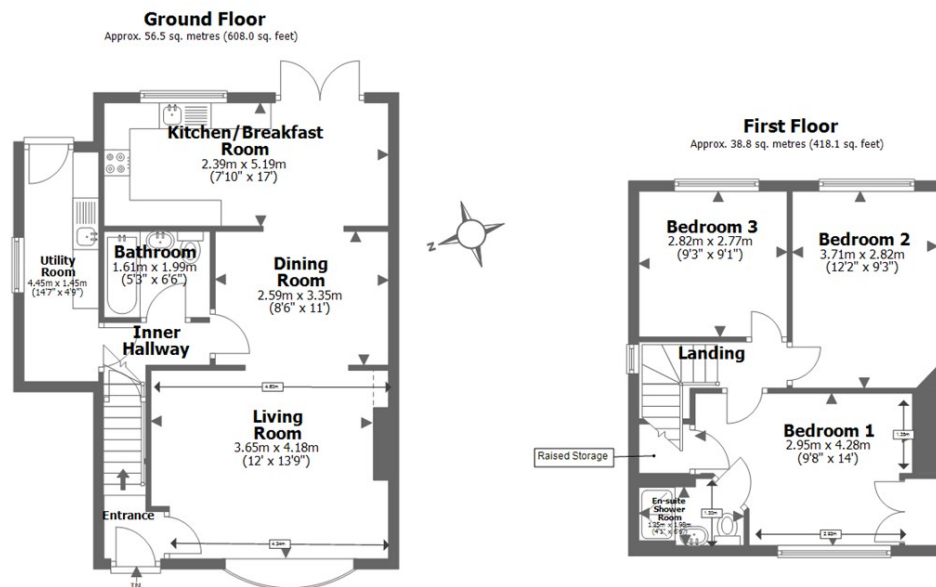 Ground Floor
Approx. 56.5 sq. metres (608.0 sq. feet)
Kitchen/Breakfast
Room
2.39m x 5.19m
(7'10" x 17')
Utility
Room
4.45m x 1.45m
(14'7" x 4'9")
Bathroom
1.61m x 1.99m
(5'3" x 6'6")
Dining
Room
2.59m x 3.35m
(8'6" x 11')
Inner
Hallway
Living
Room
3.65m x 4.18m
(12' x 13'9")
Entrance
IN
N
First Floor
Approx. 38.8 sq. metres (418.1 sq. feet)
Bedroom 3
2.82m x 2.77m
(9'3" x 9'1")
Bedroom 2
3.71m x 2.82m
(12'2" x 9'3")
Landing
Bedroom 1
2.95m x 4.28m
(9'8" x 14')
Raised Storage
En-suite
Shower
Room